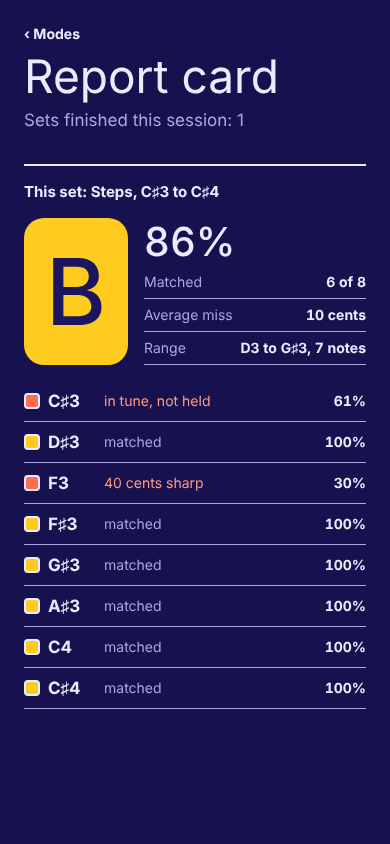 ‹ Modes
Report card
Sets finished this session: 1
This set: Steps, C♯3 to C♯4
B
86%
Matched 6 of 8
Average miss 10 cents
Range D3 to G♯3, 7 notes
C♯3 in tune, not held 61%
D♯3 matched 100%
F3 40 cents sharp 30%
F♯3 matched 100%
G♯3 matched 100%
A♯3 matched 100%
C4 matched 100%
C♯4 matched 100%